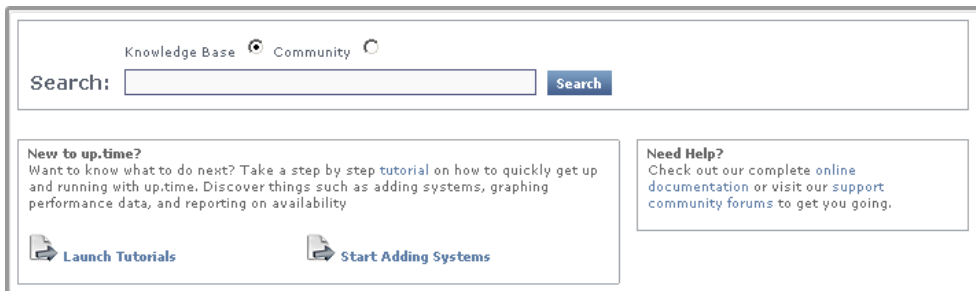 Knowledge Base Community
Search: Search
New to up.time?
Want to know what to do next? Take a step by step tutorial on how to quickly get up
and running with up.time. Discover things such as adding systems, graphing
performance data, and reporting on availability
Launch Tutorials Start Adding Systems
Need Help?
Check out our complete online
documentation or visit our support
community forums to get you going.